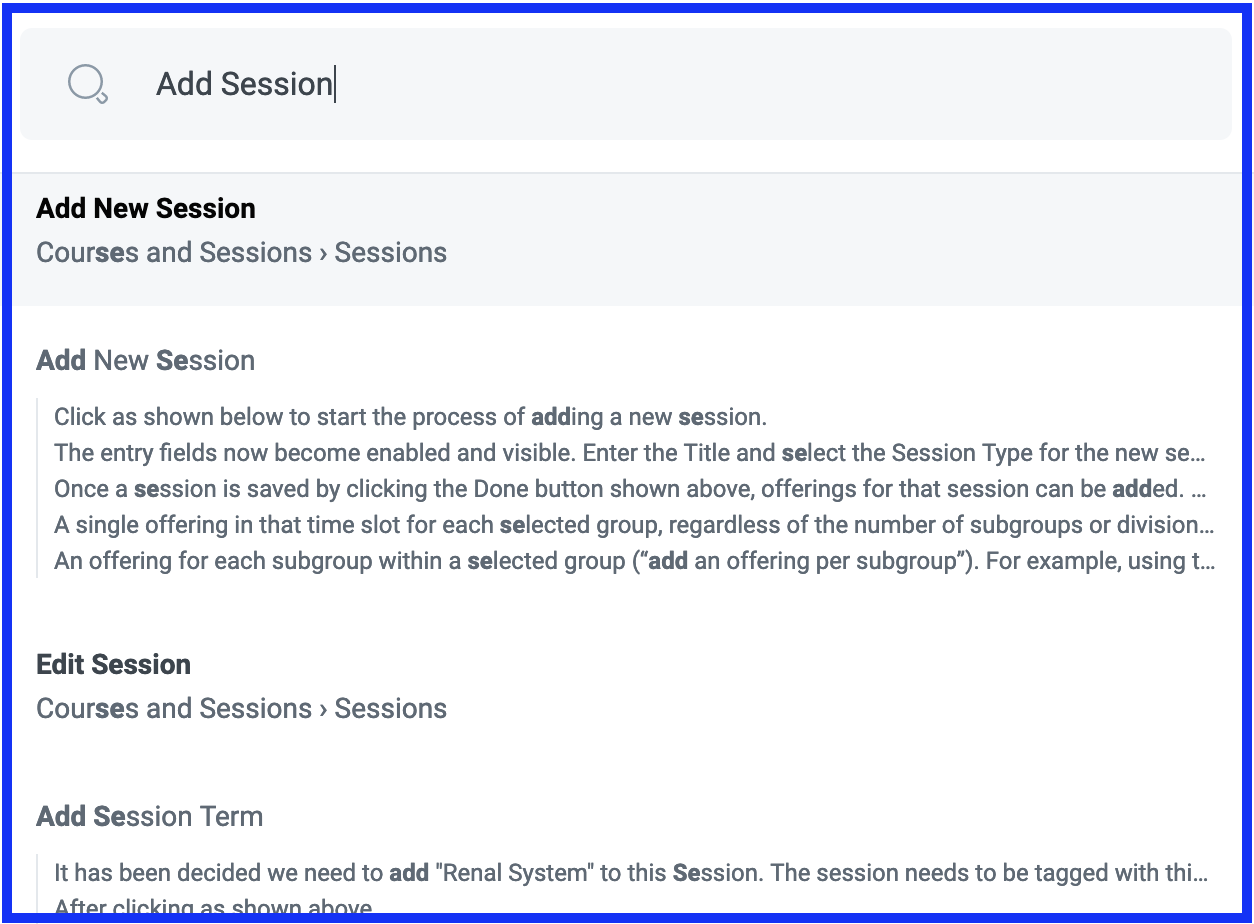 Add Session
Add New Session
Courses and Sessions › Sessions
Add New Session
Click as shown below to start the process of adding a new session.
The entry fields now become enabled and visible. Enter the Title and select the Session Type for the new se...
Once a session is saved by clicking the Done button shown above, offerings for that session can be added. ...
A single offering in that time slot for each selected group, regardless of the number of subgroups or division...
An offering for each subgroup within a selected group (“add an offering per subgroup”). For example, using t...
Edit Session
Courses and Sessions › Sessions
Add Session Term
It has been decided we need to add "Renal System" to this Session. The session needs to be tagged with thi...
After clicking as shown above